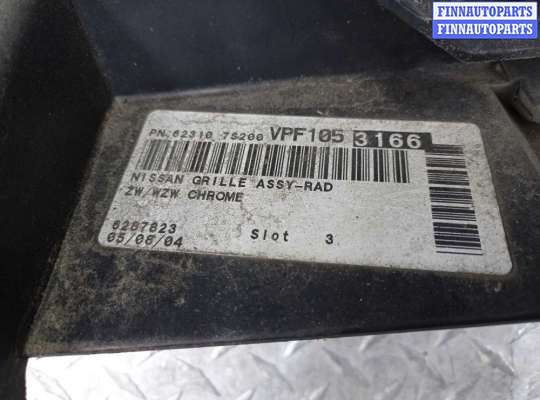 FINNAUTOPARTS
FINNAUTOPARTS
PN.62310 7S200 VPF105 3166
NISSAN GRILLE ASSY-RAD
ZW/WZW CHROME
6287823
05/06/04 Slot 3